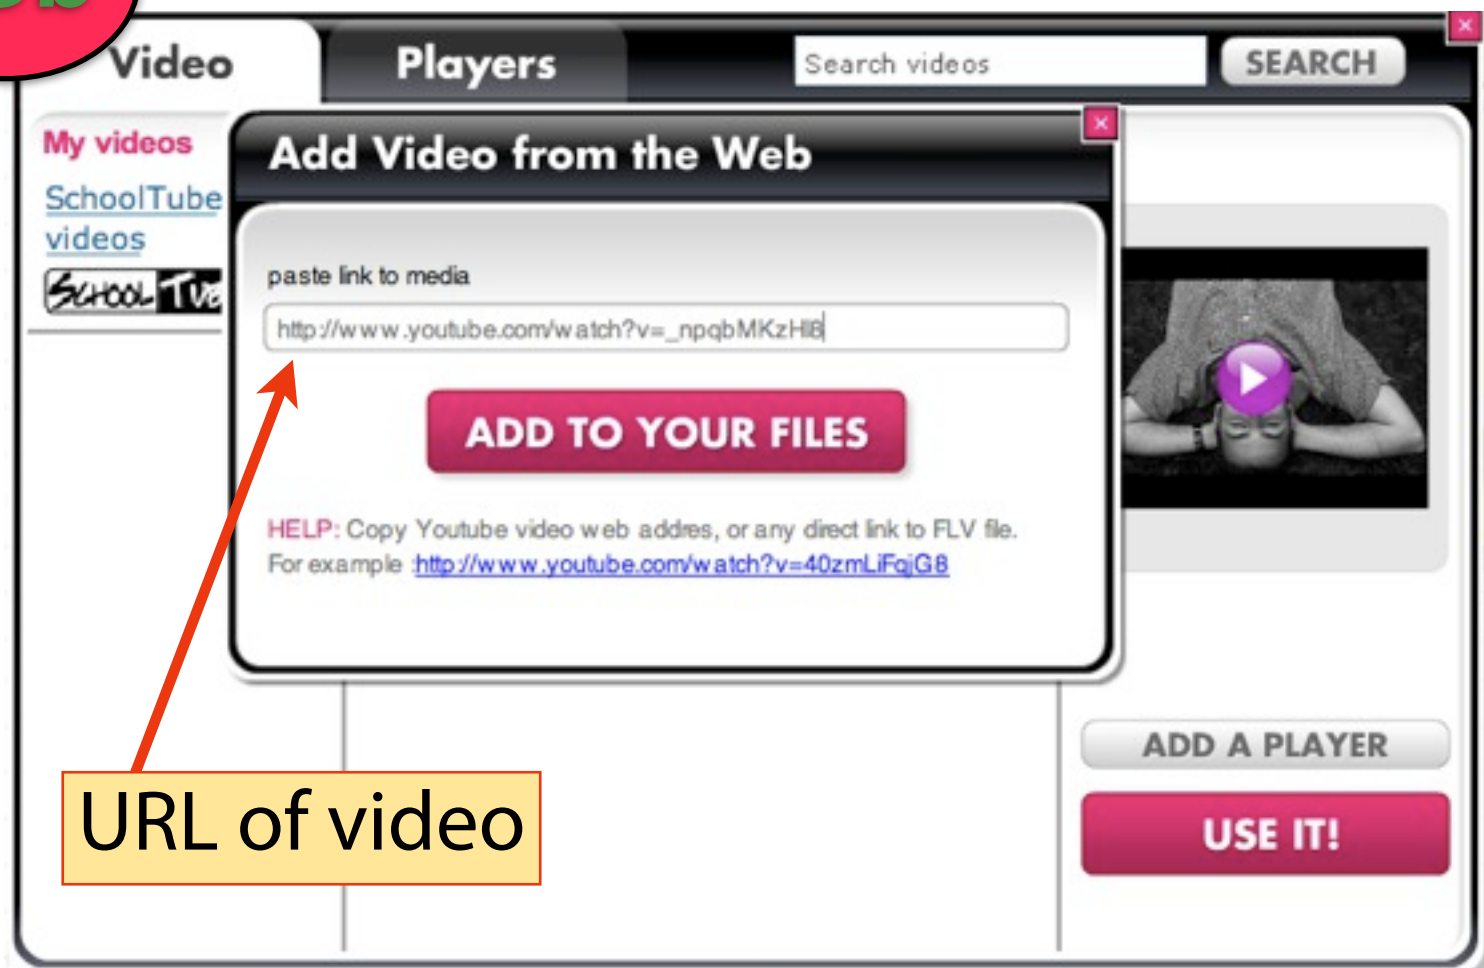 Video
Players
Search videos
SEARCH
My videos
SchoolTube
videos
SCHOOL
Add Video from the Web
paste link to media
http://www.youtube.com/watch?v=_npqbMKzHI8
ADD TO YOUR FILES
HELP: Copy Youtube video web addres, or any direct link to FLV file.
For example :http://www.youtube.com/watch?v=40zmLiFqjG8
ADD A PLAYER
USE IT!
URL of video